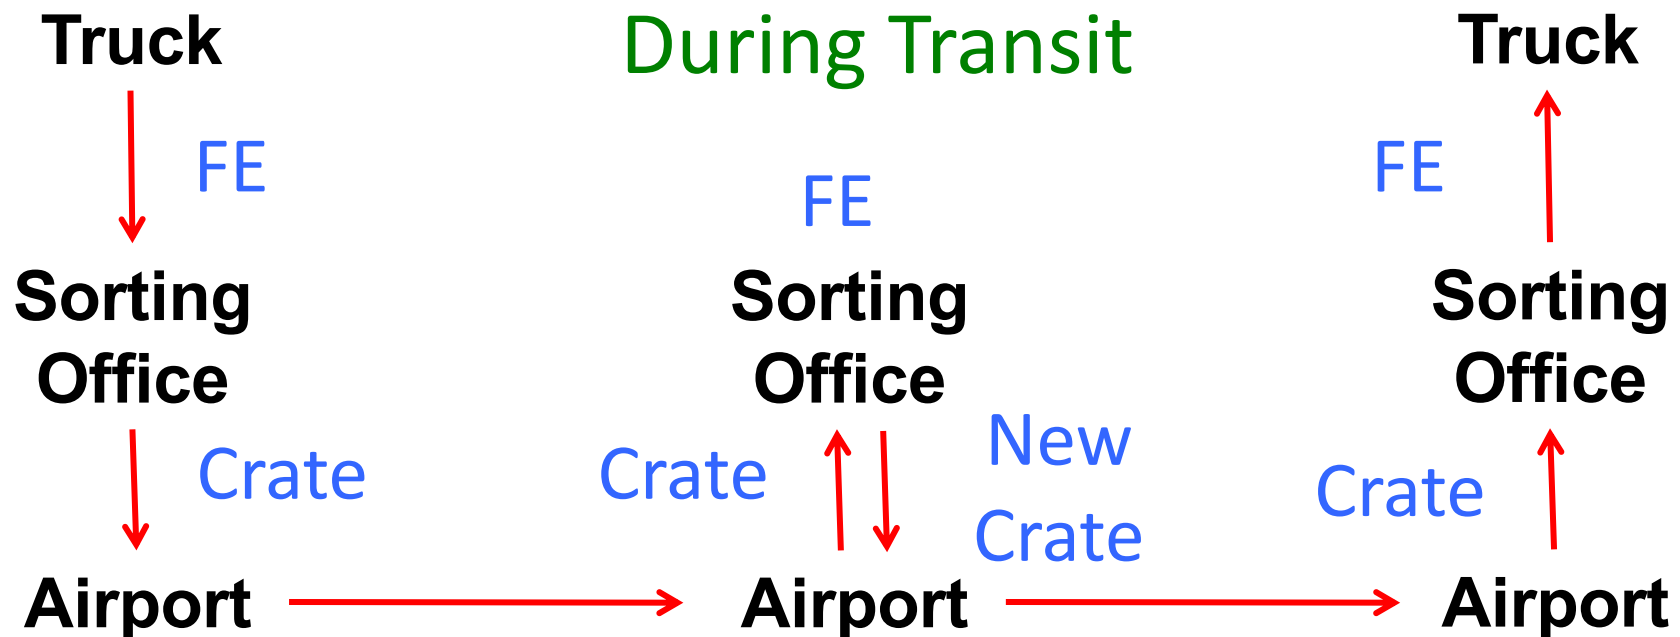 Truck
During Transit
Truck
FE
FE
FE
Sorting
Office
Sorting
Office
Sorting
Office
Crate
Crate
New
Crate
Crate
Airport
Airport
Airport